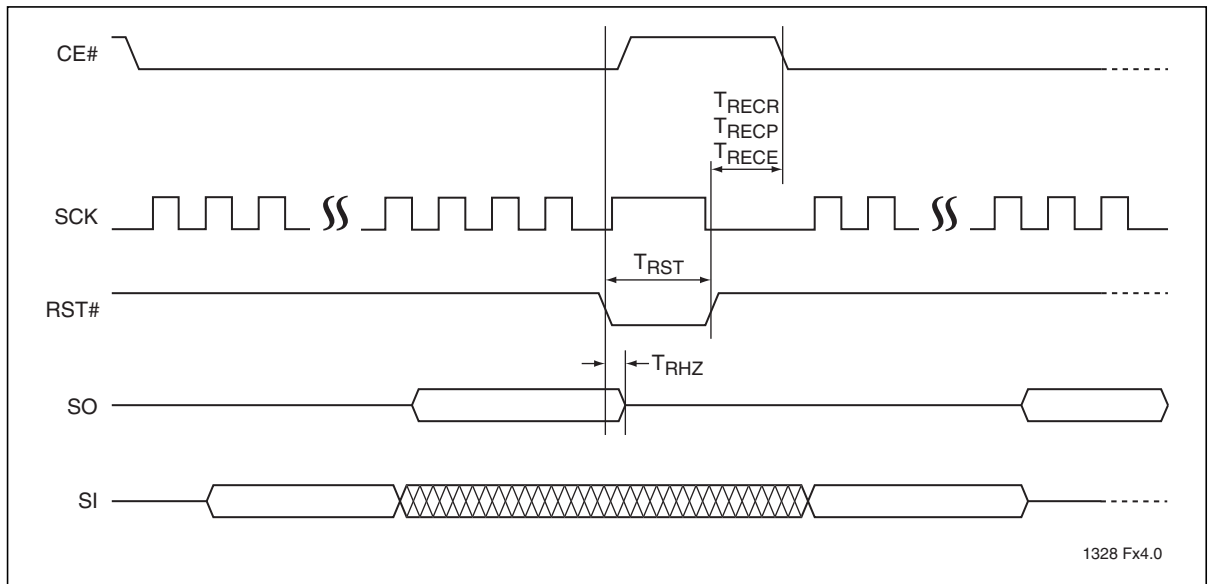 CE#
TRECR
TRECP
TRECE
SCK
TRST
RST#
TRHZ
SO
SI
1328 Fx4.0